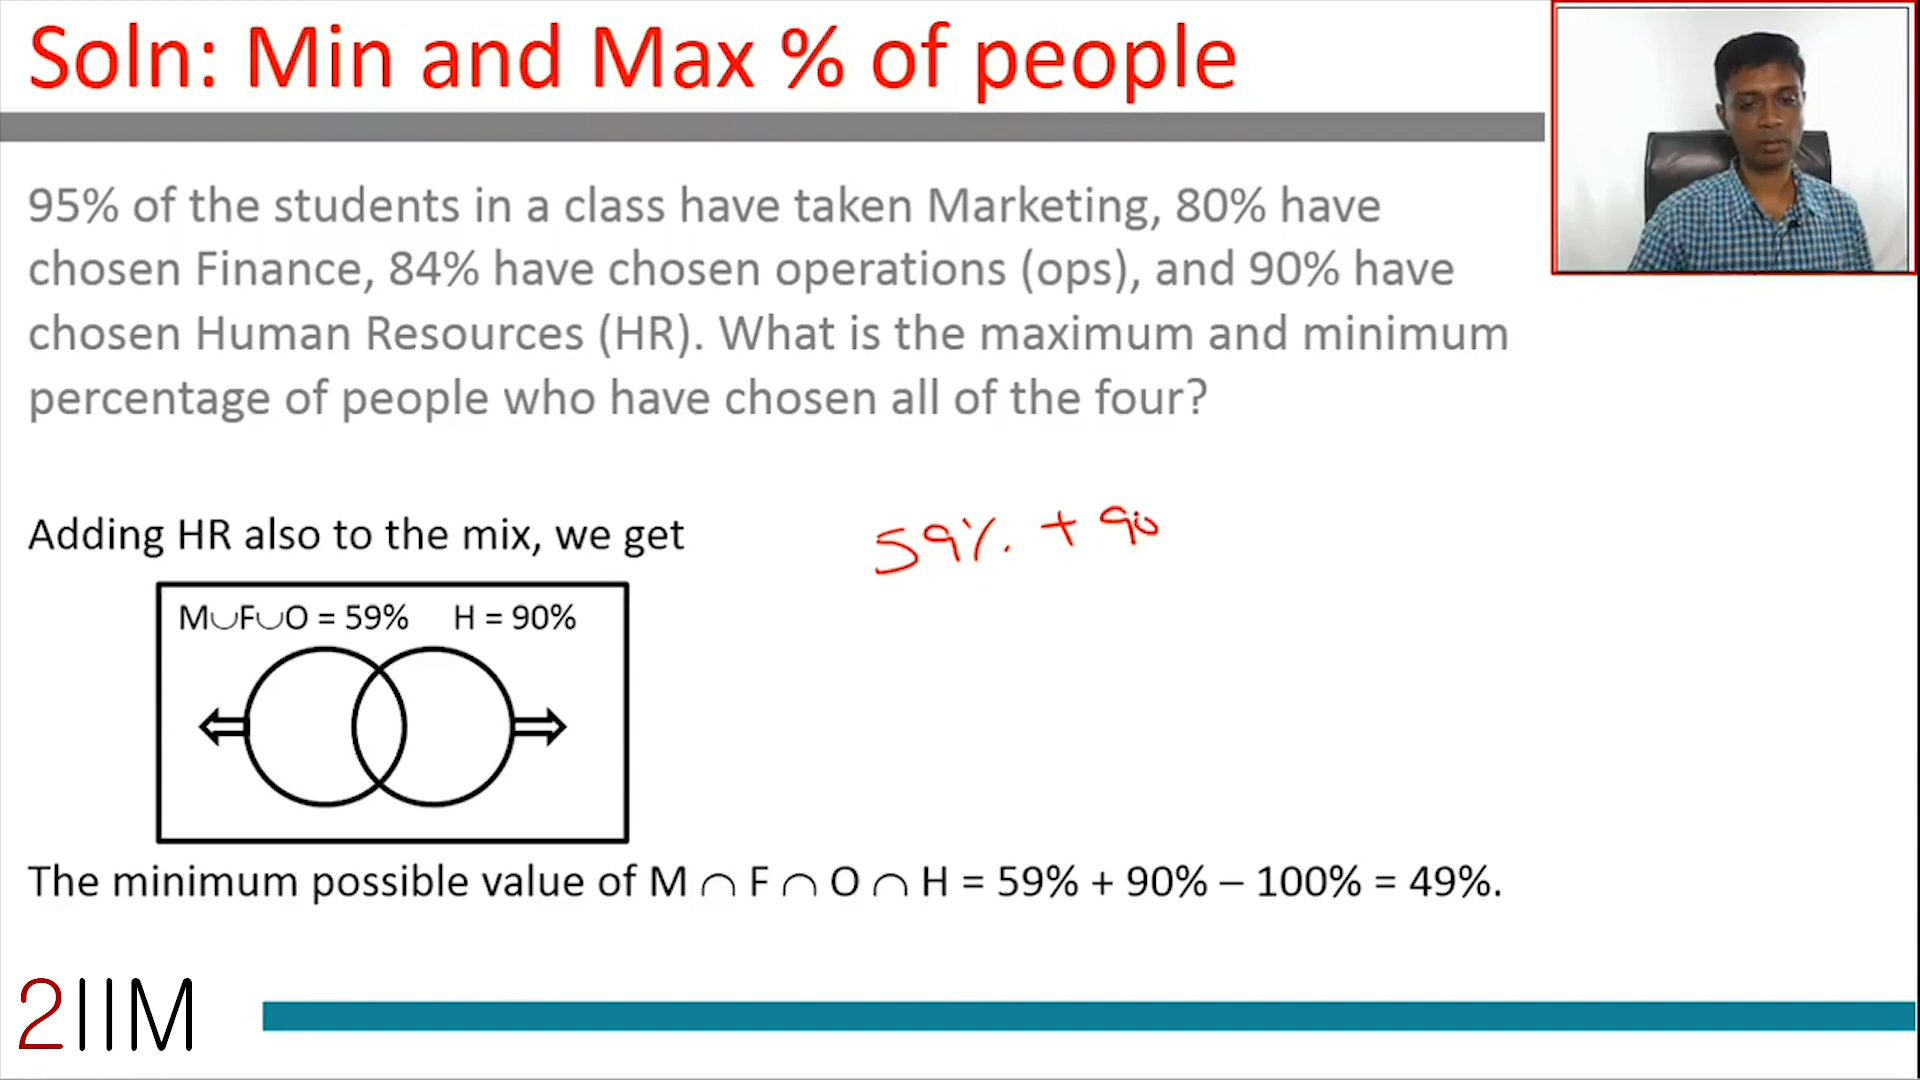 Soln: Min and Max % of people
95% of the students in a class have taken Marketing, 80% have
chosen Finance, 84% have chosen operations (ops), and 90% have
chosen Human Resources (HR). What is the maximum and minimum
percentage of people who have chosen all of the four?
Adding HR also to the mix, we get
59% + 90
M∪F∪O = 59% H = 90%
The minimum possible value of M ∩ F ∩ O ∩ H = 59% + 90% – 100% = 49%.
2IIM